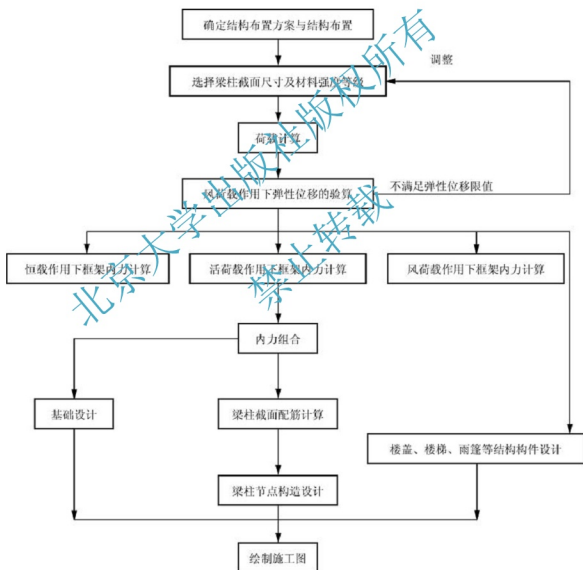 确定结构布置方案与结构布置
调整
选择梁柱截面尺寸及材料强度等级
荷载计算
风荷载作用下弹性位移的验算
不满足弹性位移限值
恒载作用下框架内力计算
活荷载作用下框架内力计算
风荷载作用下框架内力计算
内力组合
基础设计
梁柱截面配筋计算
楼盖、楼梯、雨篷等结构构件设计
梁柱节点构造设计
绘制施工图
北京大学出版社版权所有
禁止转载